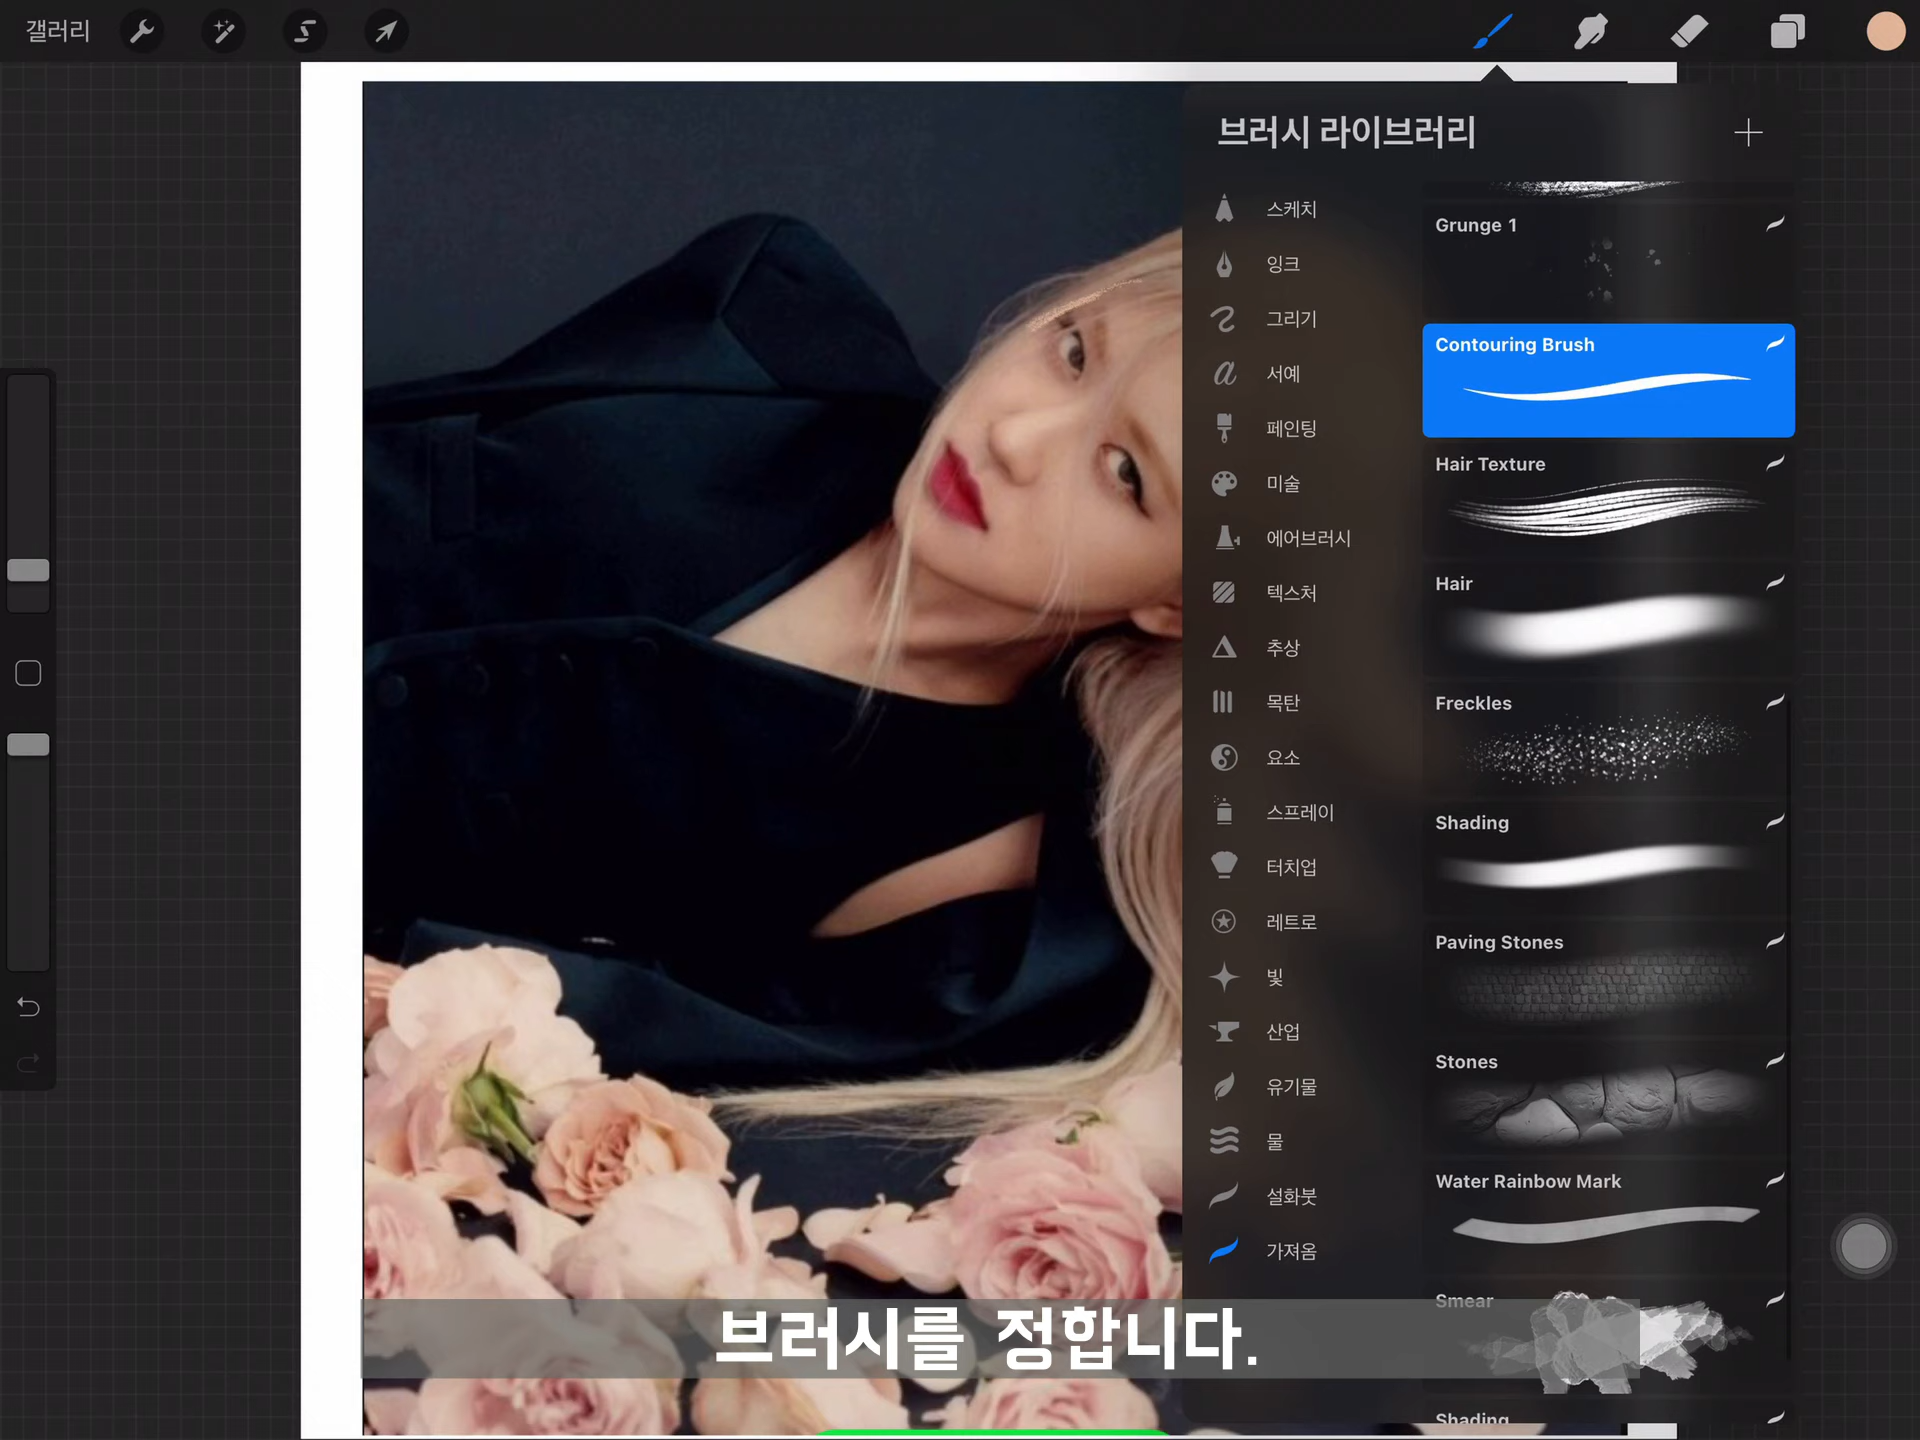 갤러리
브러시 라이브러리
스케치
잉크
그리기
서예
페인팅
미술
에어브러시
텍스처
추상
목탄
요소
스프레이
터치업
레트로
빛
산업
유기물
물
설화붓
가져옴
Grunge 1
Contouring Brush
Hair Texture
Hair
Freckles
Shading
Paving Stones
Stones
Water Rainbow Mark
Smear
Shading
브러시를 정합니다.